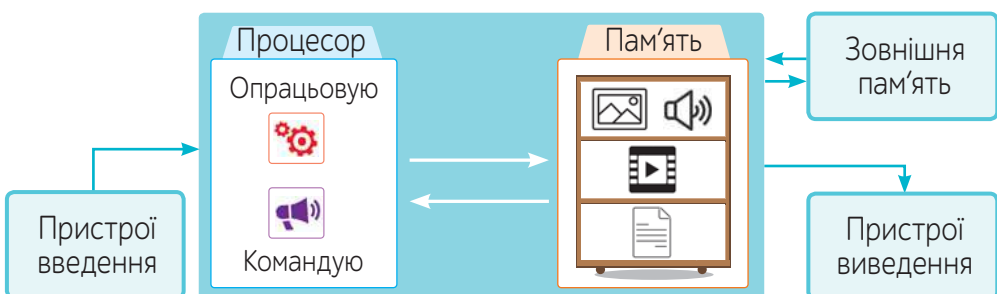 Процесор
Опрацьовую
Командую
Пам’ять
Зовнішня
пам’ять
Пристрої
введення
Пристрої
виведення